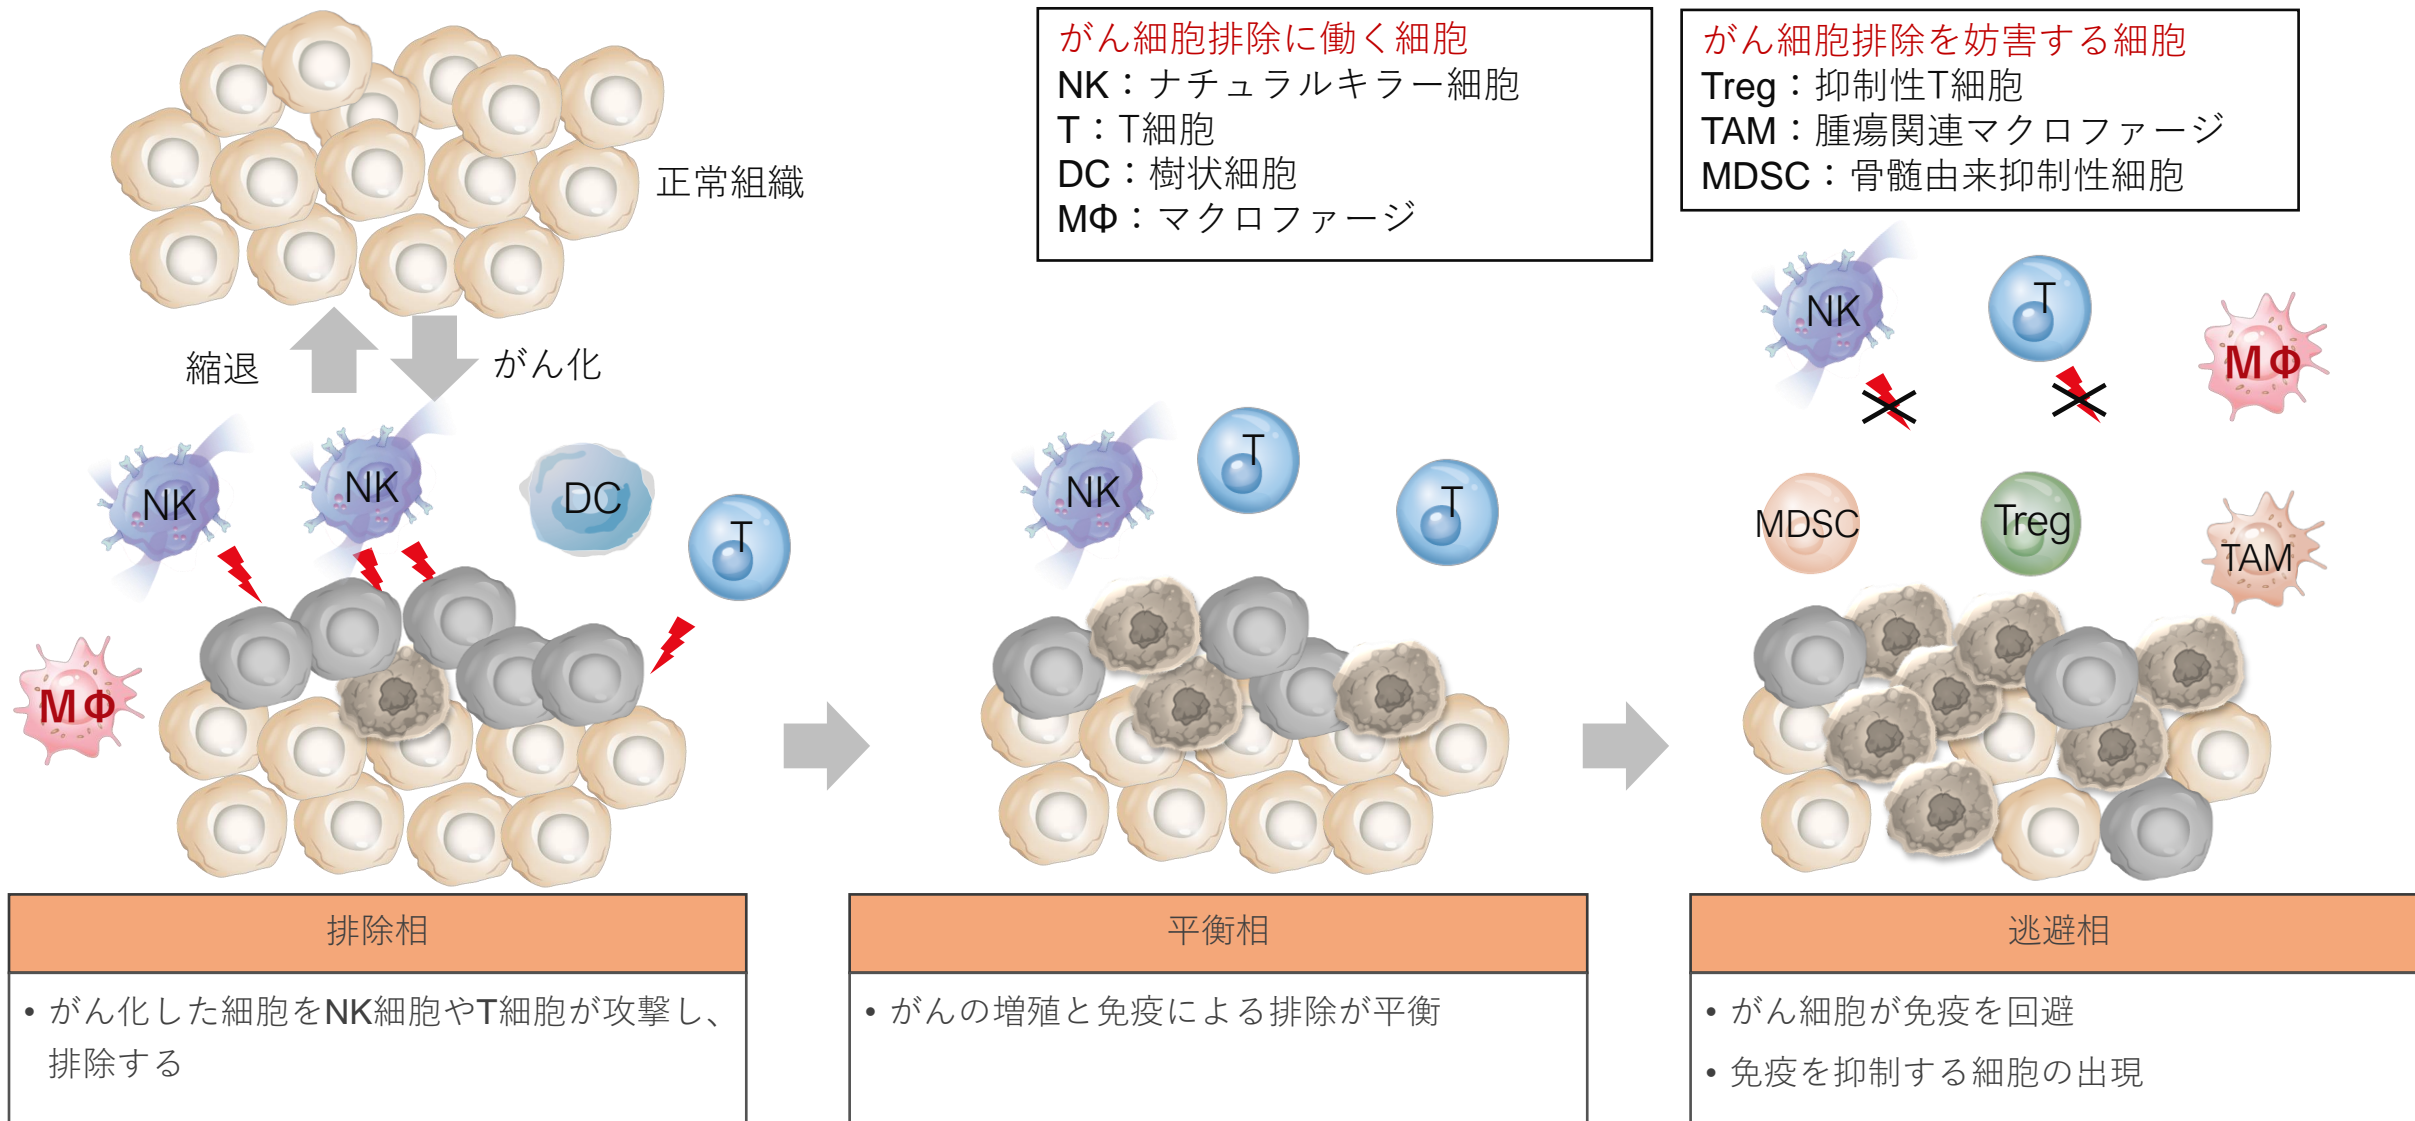 がん細胞排除に働く細胞
NK：ナチュラルキラー細胞
T：T細胞
DC：樹状細胞
MΦ：マクロファージ
がん細胞排除を妨害する細胞
Treg：抑制性T細胞
TAM：腫瘍関連マクロファージ
MDSC：骨髄由来抑制性細胞
正常組織
縮退
がん化
NK
NK
DC
T
MΦ
NK
T
T
NK
T
MΦ
MDSC
Treg
TAM
排除相
• がん化した細胞をNK細胞やT細胞が攻撃し、
排除する
平衡相
• がんの増殖と免疫による排除が平衡
逃避相
• がん細胞が免疫を回避
• 免疫を抑制する細胞の出現